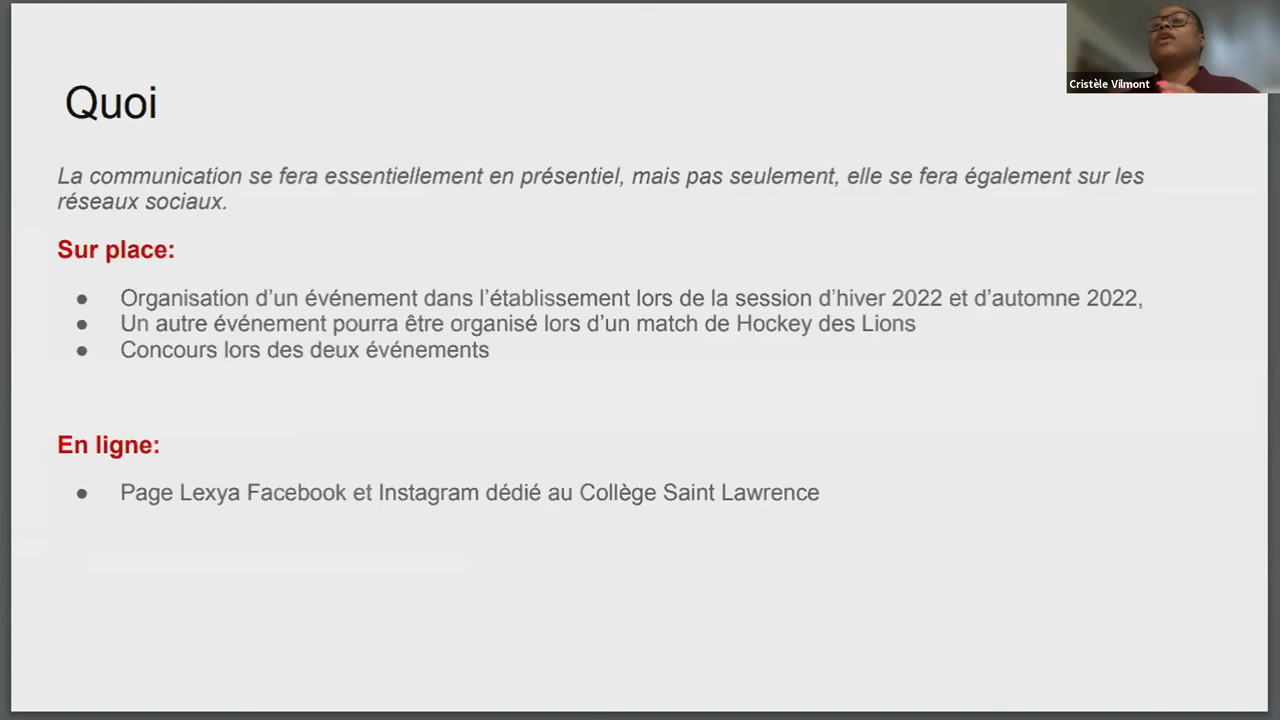 Quoi
Cristèle Vilmont
La communication se fera essentiellement en présentiel, mais pas seulement, elle se fera également sur les
réseaux sociaux.
Sur place:
● Organisation d’un événement dans l’établissement lors de la session d’hiver 2022 et d’automne 2022,
● Un autre événement pourra être organisé lors d’un match de Hockey des Lions
● Concours lors des deux événements
En ligne:
● Page Lexya Facebook et Instagram dédié au Collège Saint Lawrence